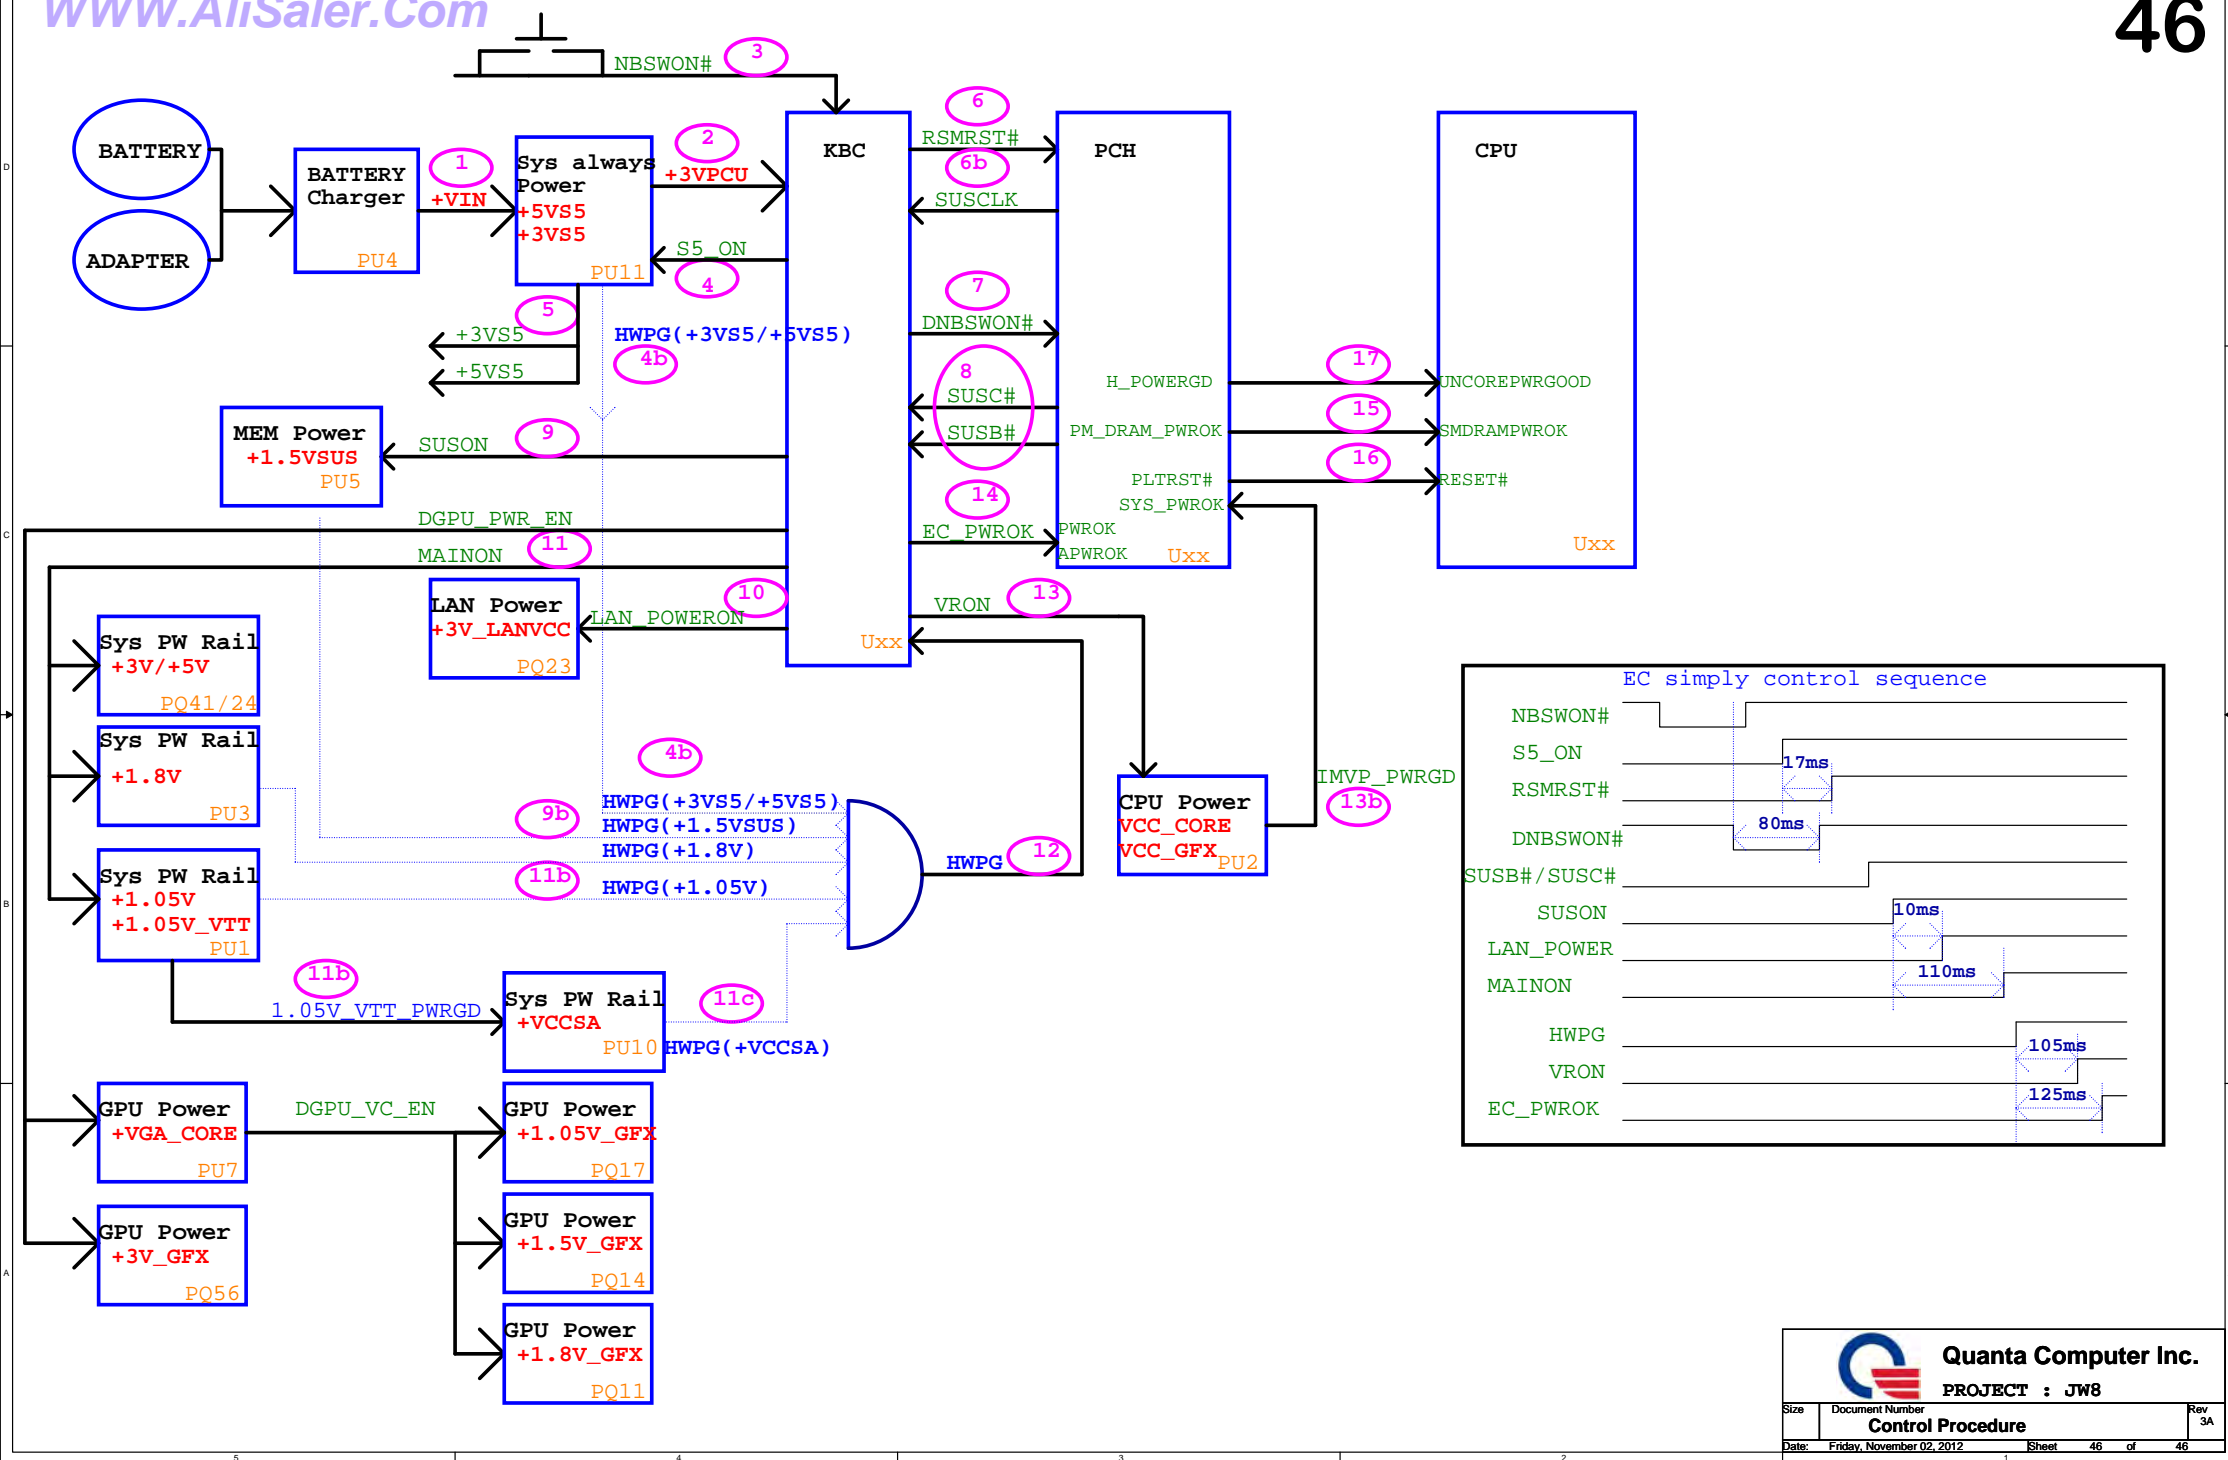 WWW.AliSaler.Com
46
NBSWON#
3
BATTERY
ADAPTER
BATTERY
Charger
PU4
1
+VIN
Sys always
Power
+5VS5
+3VS5
PU11
2
+3VPCU
S5_ON
4
5
+3VS5
+5VS5
HWPG(+3VS5/+5VS5)
4b
KBC
Uxx
6
RSMRST#
6b
SUSCLK
7
DNBSWON#
8
SUSC#
SUSB#
14
EC_PWROK
PCH
H_POWERGD
PM_DRAM_PWROK
PLTRST#
SYS_PWROK
PWROK
APWROK
Uxx
17
15
16
CPU
UNCOREPWRGOOD
SMDRAMPWROK
RESET#
Uxx
MEM Power
+1.5VSUS
PU5
SUSON
9
DGPU_PWR_EN
MAINON
11
LAN Power
+3V_LANVCC
PQ23
10
LAN_POWERON
VRON
13
Sys PW Rail
+3V/+5V
PQ41/24
Sys PW Rail
+1.8V
PU3
Sys PW Rail
+1.05V
+1.05V_VTT
PU1
4b
9b
11b
HWPG(+3VS5/+5VS5)
HWPG(+1.5VSUS)
HWPG(+1.8V)
HWPG(+1.05V)
HWPG
12
CPU Power
VCC_CORE
VCC_GFX
PU2
IMVP_PWRGD
13b
11b
1.05V_VTT_PWRGD
Sys PW Rail
+VCCSA
PU10
11c
HWPG(+VCCSA)
GPU Power
+VGA_CORE
PU7
DGPU_VC_EN
GPU Power
+1.05V_GFX
PQ17
GPU Power
+3V_GFX
PQ56
GPU Power
+1.5V_GFX
PQ14
GPU Power
+1.8V_GFX
PQ11
EC simply control sequence
NBSWON#
S5_ON
17ms
RSMRST#
80ms
DNBSWON#
SUSB#/SUSC#
SUSON
10ms
LAN_POWER
110ms
MAINON
HWPG
105ms
VRON
125ms
EC_PWROK
Quanta Computer Inc.
PROJECT : JW8
Size
Document Number
Rev
Control Procedure
3A
Date: Friday, November 02, 2012 Sheet 46 of 46
D
C
B
A
5
4
3
2
1